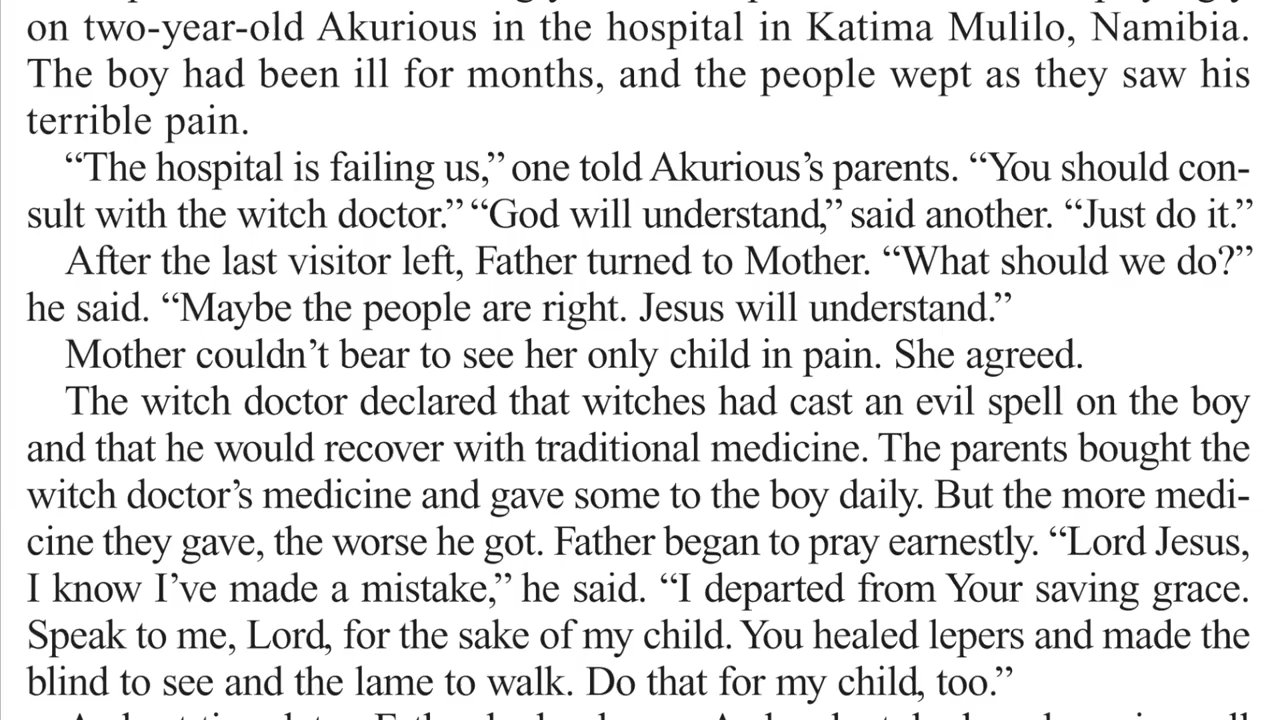 on two-year-old Akurious in the hospital in Katima Mulilo, Namibia.
The boy had been ill for months, and the people wept as they saw his
terrible pain.
“The hospital is failing us,” one told Akurious’s parents. “You should con-
sult with the witch doctor.” “God will understand,” said another. “Just do it.”
After the last visitor left, Father turned to Mother. “What should we do?”
he said. “Maybe the people are right. Jesus will understand.”
Mother couldn’t bear to see her only child in pain. She agreed.
The witch doctor declared that witches had cast an evil spell on the boy
and that he would recover with traditional medicine. The parents bought the
witch doctor’s medicine and gave some to the boy daily. But the more medi-
cine they gave, the worse he got. Father began to pray earnestly. “Lord Jesus,
I know I’ve made a mistake,” he said. “I departed from Your saving grace.
Speak to me, Lord, for the sake of my child. You healed lepers and made the
blind to see and the lame to walk. Do that for my child, too.”